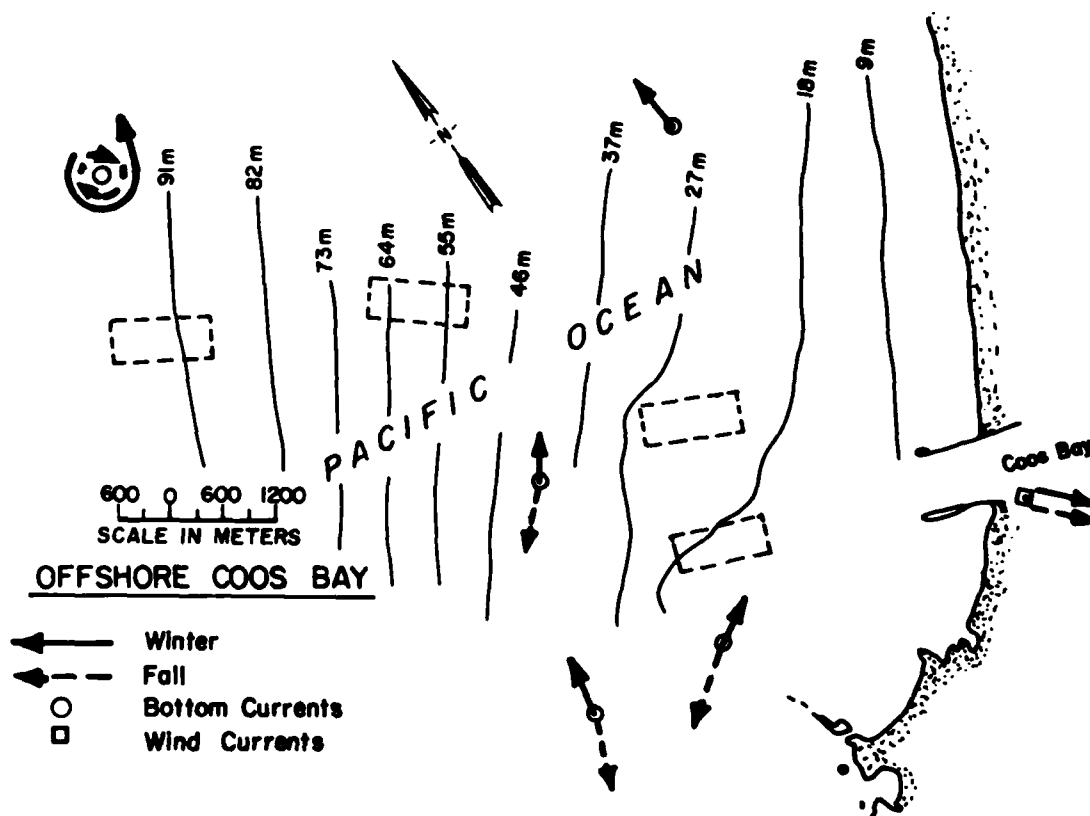 9m
18m
37m
-N-
27m
91m
82m
55m
64m
73m
46m
PACIFIC OCEAN
Coos Bay
600 0 600 1200
SCALE IN METERS
OFFSHORE COOS BAY
Winter
Fall
Bottom Currents
Wind Currents